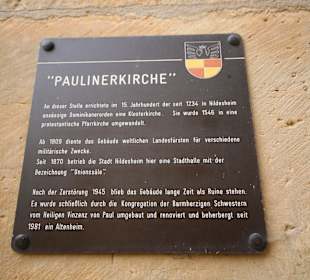 "PAULINERKIRCHE"
An dieser Stelle errichtete im 15. Jahrhundert der seit 1234 in Hildesheim
ansässige Dominikanerorden eine Klosterkirche. Sie wurde 1546 in eine
protestantische Pfarrkirche umgewandelt.
Ab 1809 diente das Gebäude weltlichen Landesfürsten für verschiedene
militärische Zwecke.
Seit 1870 betrieb die Stadt Hildesheim hier eine Stadthalle mit der
Bezeichnung "Unionsäle".
Nach der Zerstörung 1945 blieb das Gebäude lange Zeit als Ruine stehen.
Es wurde schließlich durch die Kongregation der Barmherzigen Schwestern
vom Heiligen Vinzenz von Paul umgebaut und renoviert und beherbergt seit
1981 ein Altenheim.